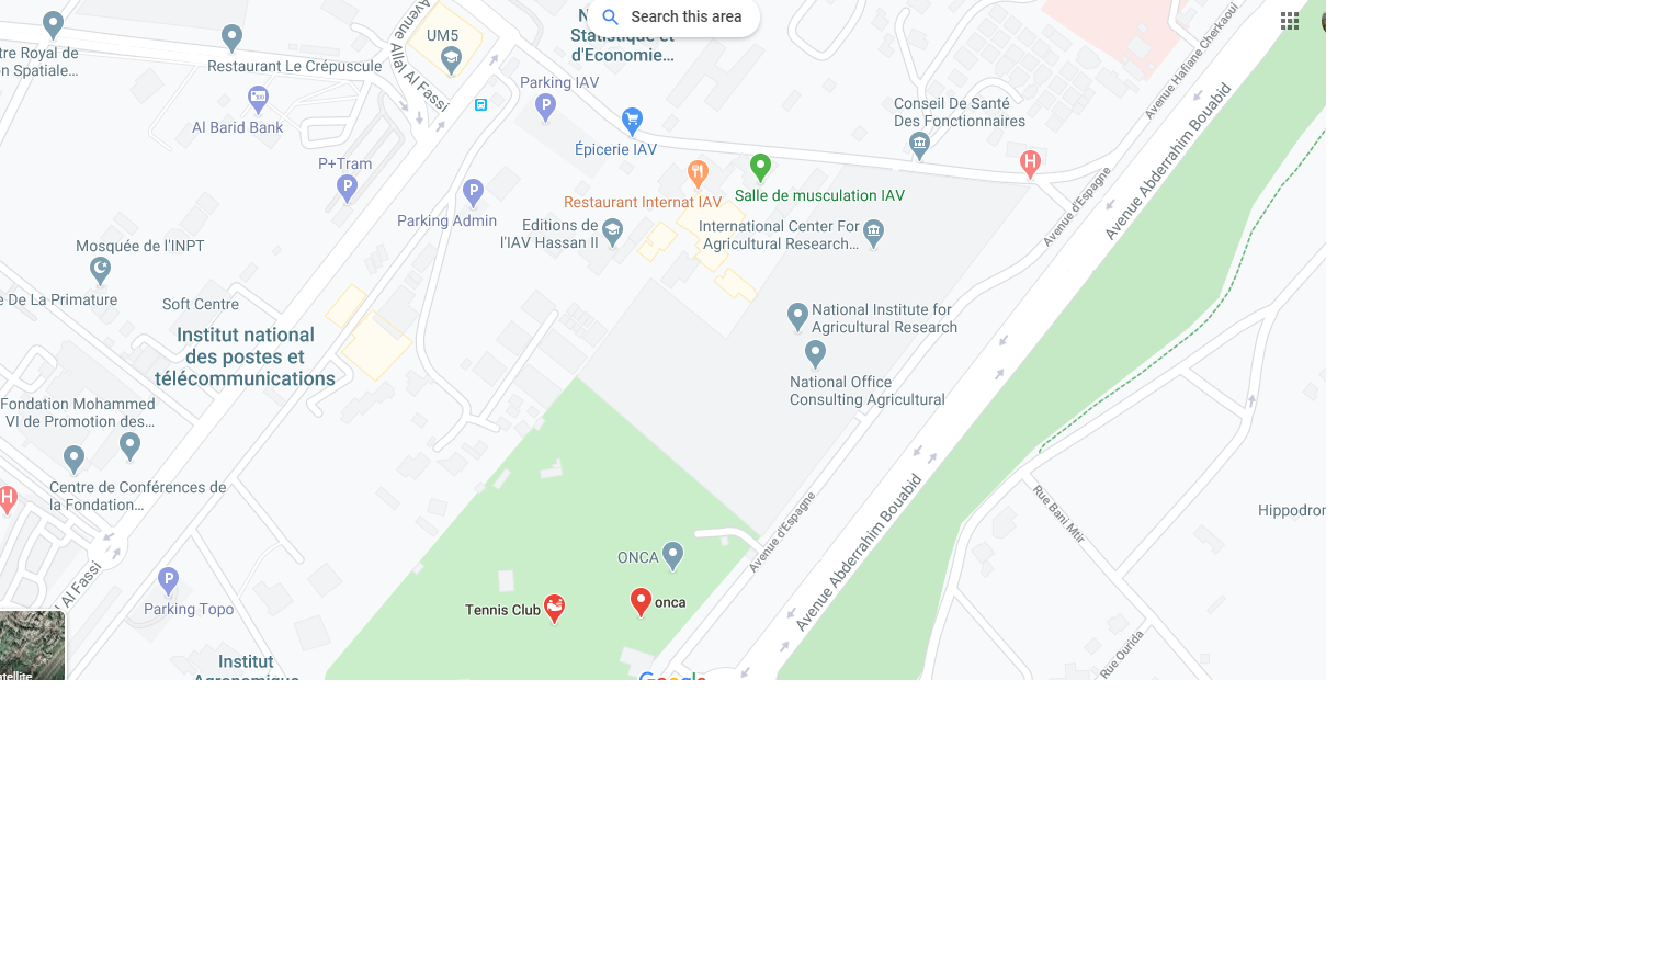 Search this area
UM5
Statistique et
d'Economie...
tre Royal de
on Spatiale...
Restaurant Le Crépuscule
Avenue Allal Al Fassi
Parking IAV
Al Barid Bank
Épicerie IAV
Conseil De Santé
Des Fonctionnaires
Avenue Hafiane Cherkaoui
Avenue Abderrahim Bouabid
P+Tram
Restaurant Internat IAV
Salle de musculation IAV
Parking Admin
Editions de
l'IAV Hassan II
International Center For
Agricultural Research...
Avenue d'Espagne
Mosquée de l'INPT
e De La Primature
Soft Centre
Institut national
des postes et
télécommunications
National Institute for
Agricultural Research
National Office
Consulting Agricultural
Fondation Mohammed
VI de Promotion des...
Centre de Conférences de
la Fondation...
Avenue d'Espagne
Avenue Abderrahim Bouabid
Rue Bani Mtir
Hippodrom
ONCA
Tennis Club
onca
Al Fassi
Parking Topo
Rue Ourida
Institut
Agronomique
atellite
Google